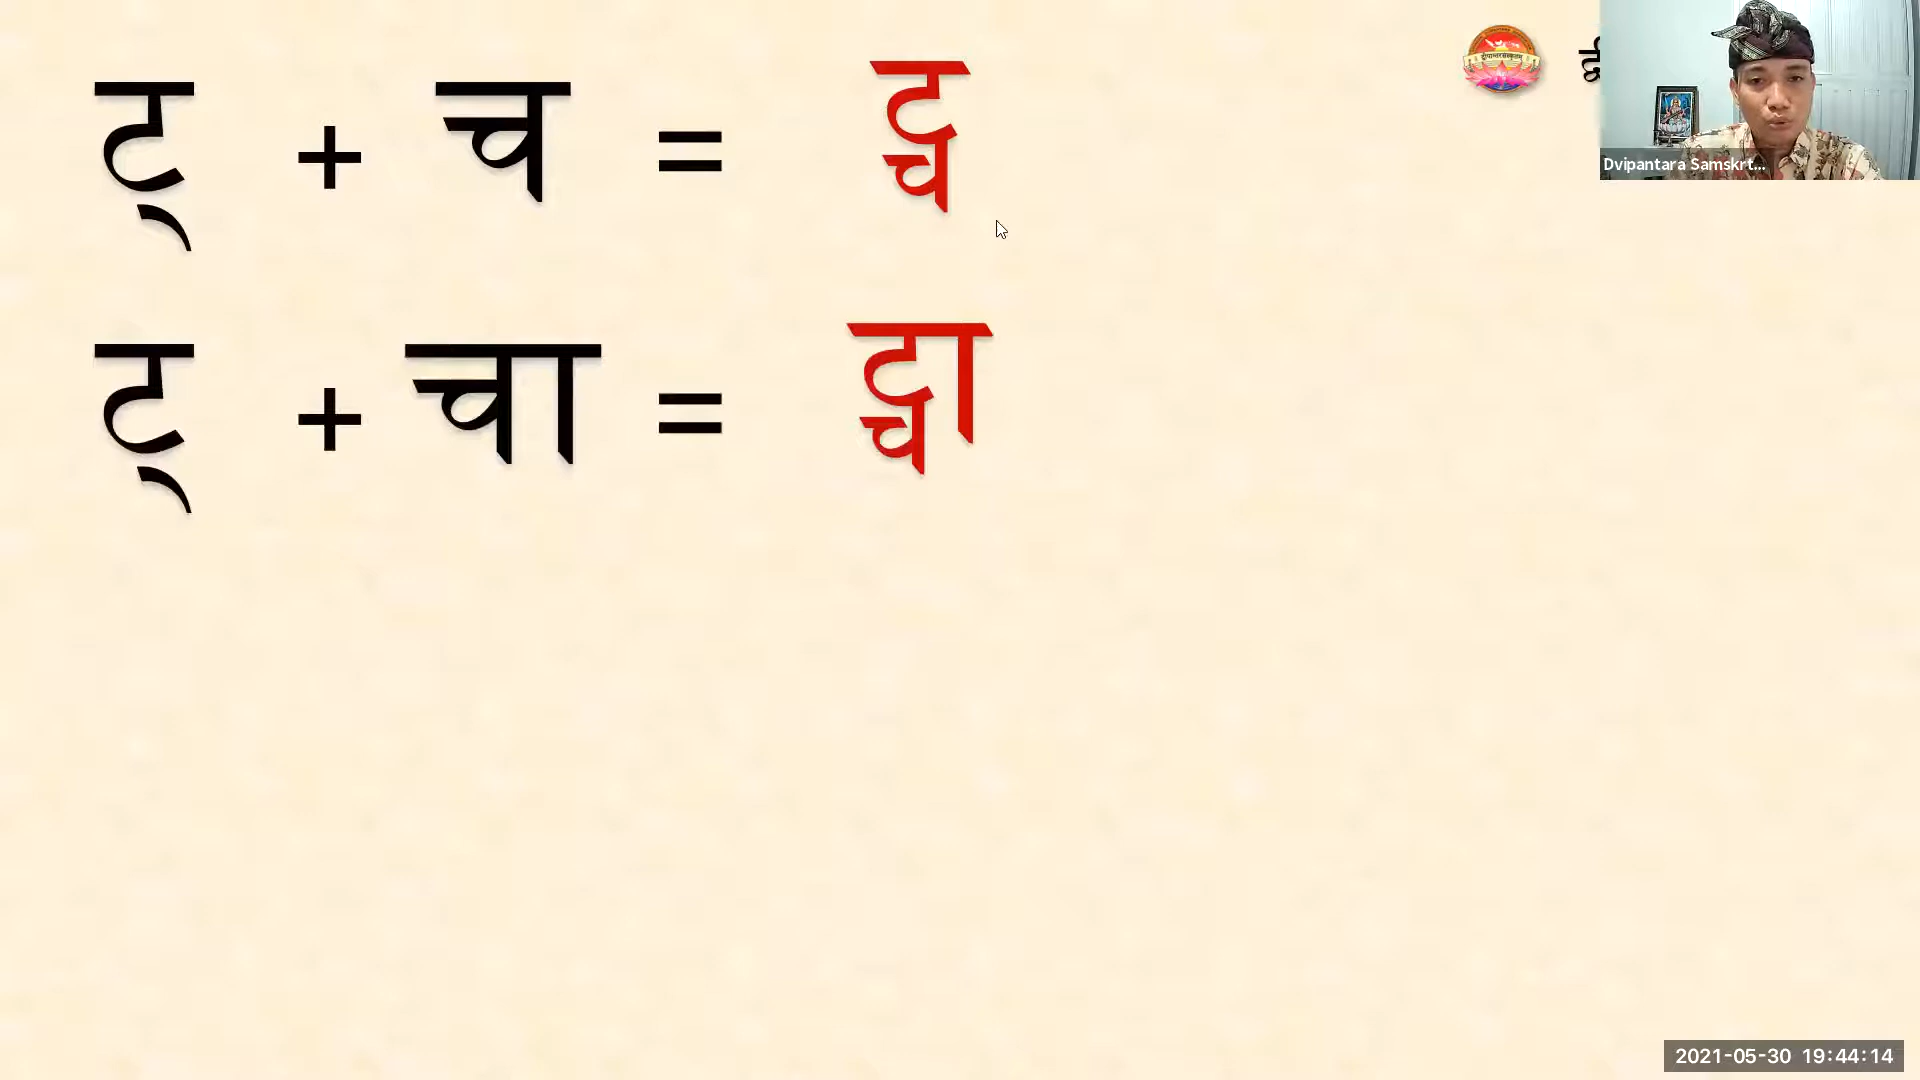 ट् + च = ट्च
ट् + चा = ट्चा
Dvipantara Samskrt...
2021-05-30 19:44:14